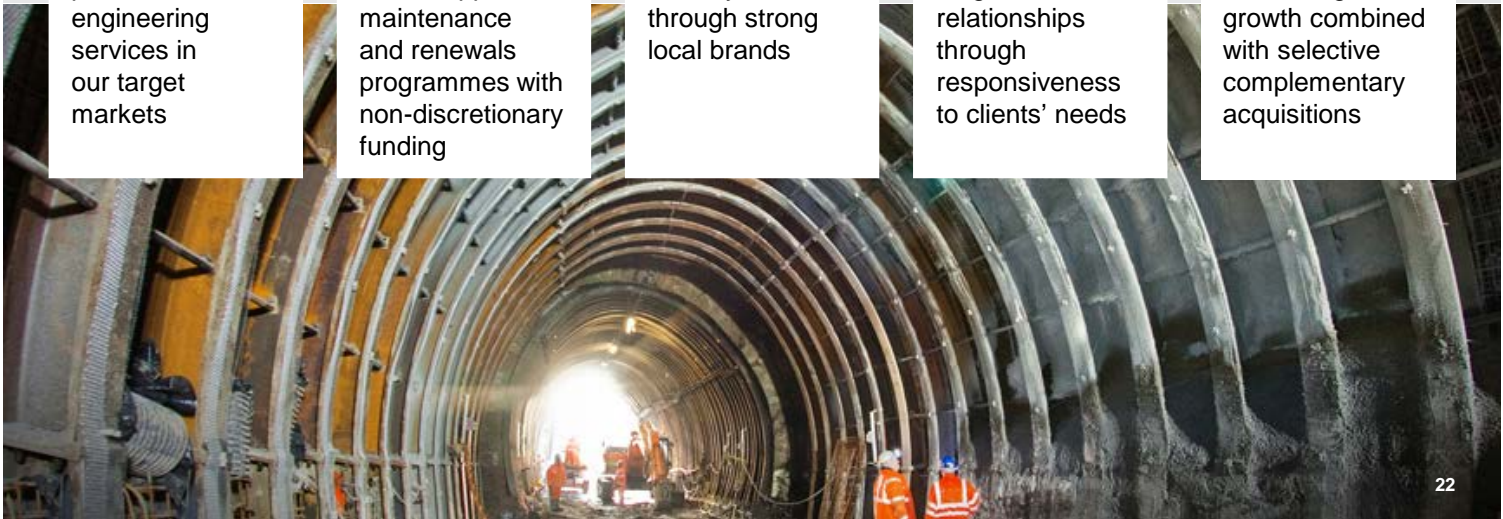 engineering
services in
our target
markets
maintenance
and renewals
programmes with
non-discretionary
funding
through strong
local brands
relationships
through
responsiveness
to clients' needs
growth combined
with selective
complementary
acquisitions
22